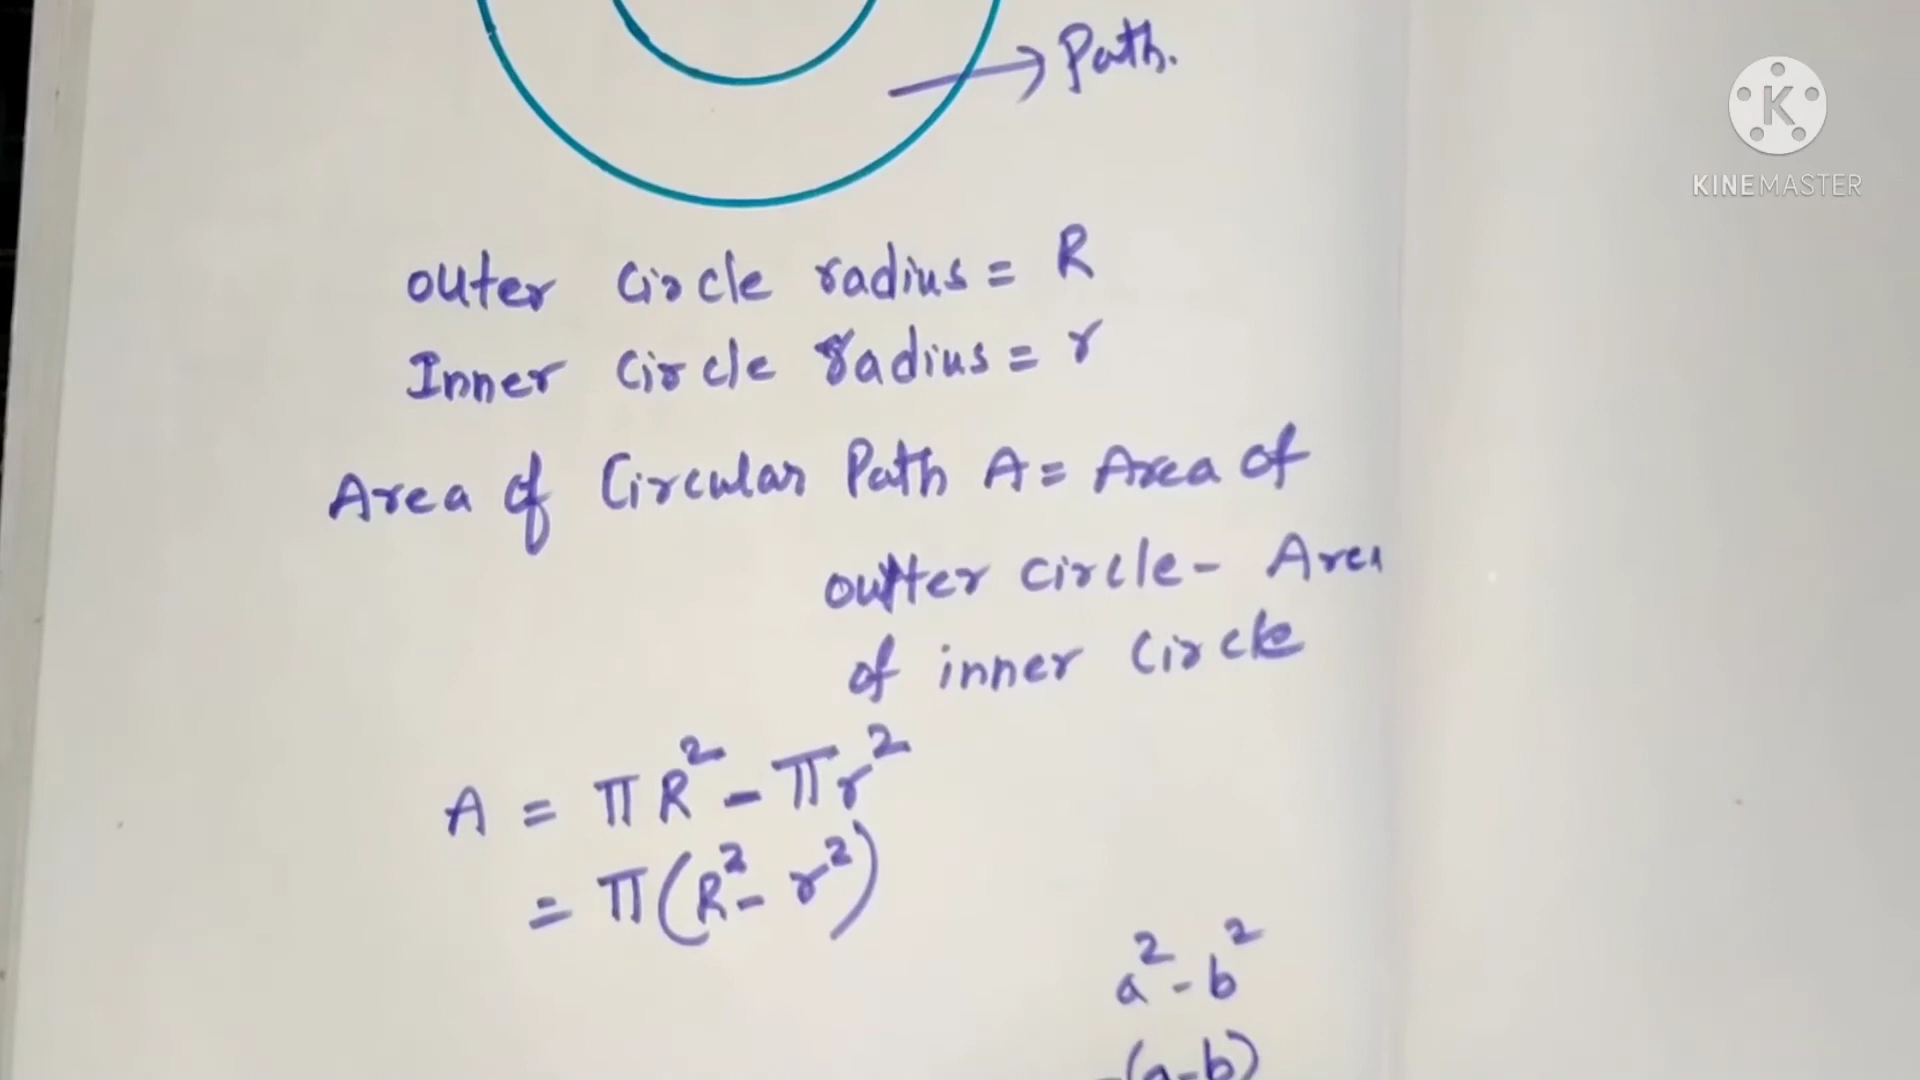 Path.
K
KINEMASTER
outer circle radius = R
Inner Circle radius = r
Area of Circular Path A = Area of
outter circle - Area
of inner Circle
A = πR² - πr²
= π(R² - r²)
a² - b²
(a-b)